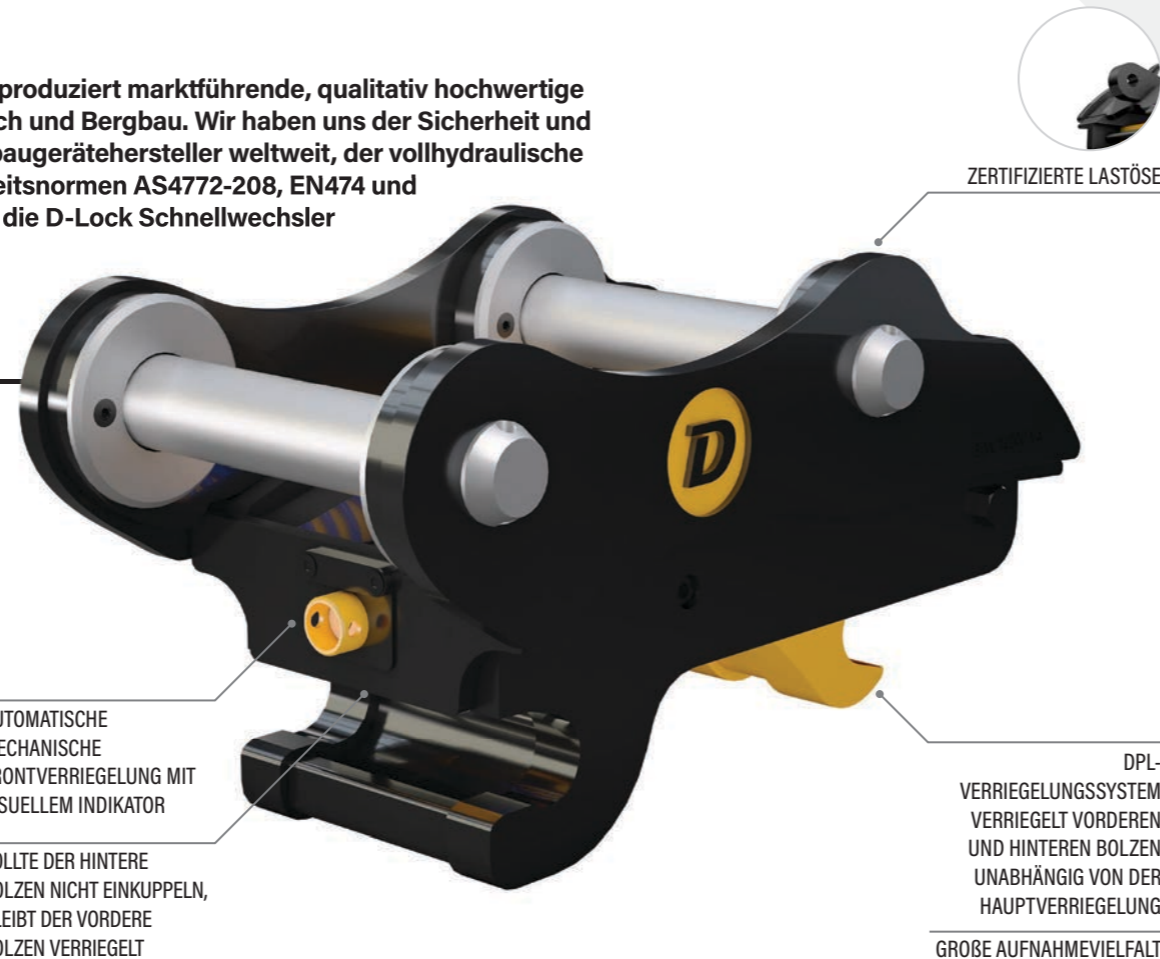 produziert marktführende, qualitativ hochwertige
ch und Bergbau. Wir haben uns der Sicherheit und
baugerätehersteller weltweit, der vollhydraulische
eitsnormen AS4772-208, EN474 und
die D-Lock Schnellwechsler
ZERTIFIZIERTE LASTÖSE
D
UTOMATISCHE
ECHANISCHE
RONTVERRIEGELUNG MIT
ISUELLEM INDIKATOR
OLLTE DER HINTERE
OLZEN NICHT EINKUPPELN,
LEIBT DER VORDERE
OLZEN VERRIEGELT
DPL-
VERRIEGELUNGSSYSTEM
VERRIEGELT VORDEREN
UND HINTEREN BOLZEN
UNABHÄNGIG VON DER
HAUPTVERRIEGELUNG
GROßE AUFNAHMEVIELFALT